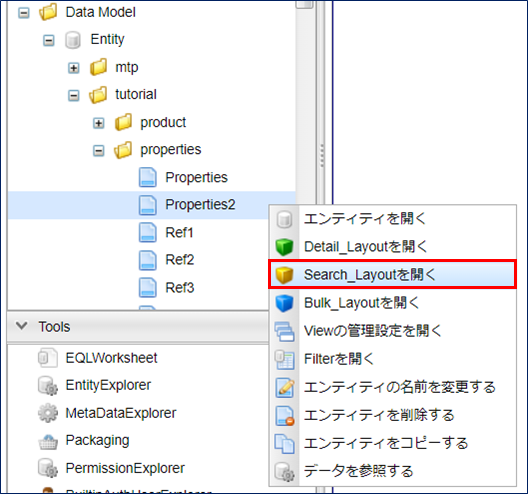 Data Model
Entity
mtp
tutorial
product
properties
Properties
Properties2
Ref1
Ref2
Ref3
エンティティを開く
Detail_Layoutを開く
Search_Layoutを開く
Bulk_Layoutを開く
Viewの管理設定を開く
Filterを開く
エンティティの名前を変更する
エンティティを削除する
エンティティをコピーする
データを参照する
Tools
EQLWorksheet
EntityExplorer
MetaDataExplorer
Packaging
PermissionExplorer
BuiltinAuthUserExplorer